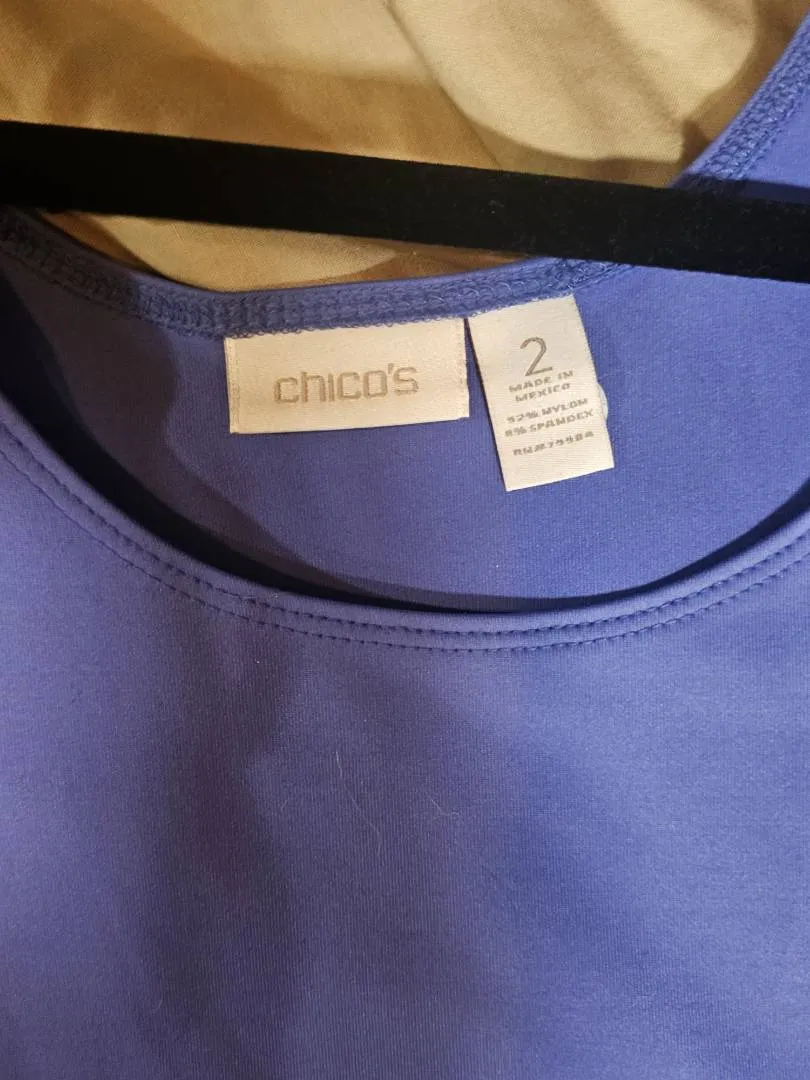 chico's
2
MADE IN
MEXICO
92% NYLON
8% SPANDEX